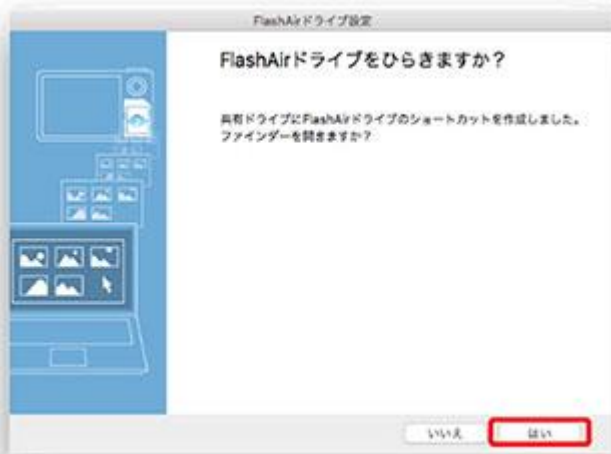 FlashAirドライブ設定
FlashAirドライブをひらきますか？
共有ドライブにFlashAirドライブのショートカットを作成しました。
ファインダーを開きますか？
いいえ
はい